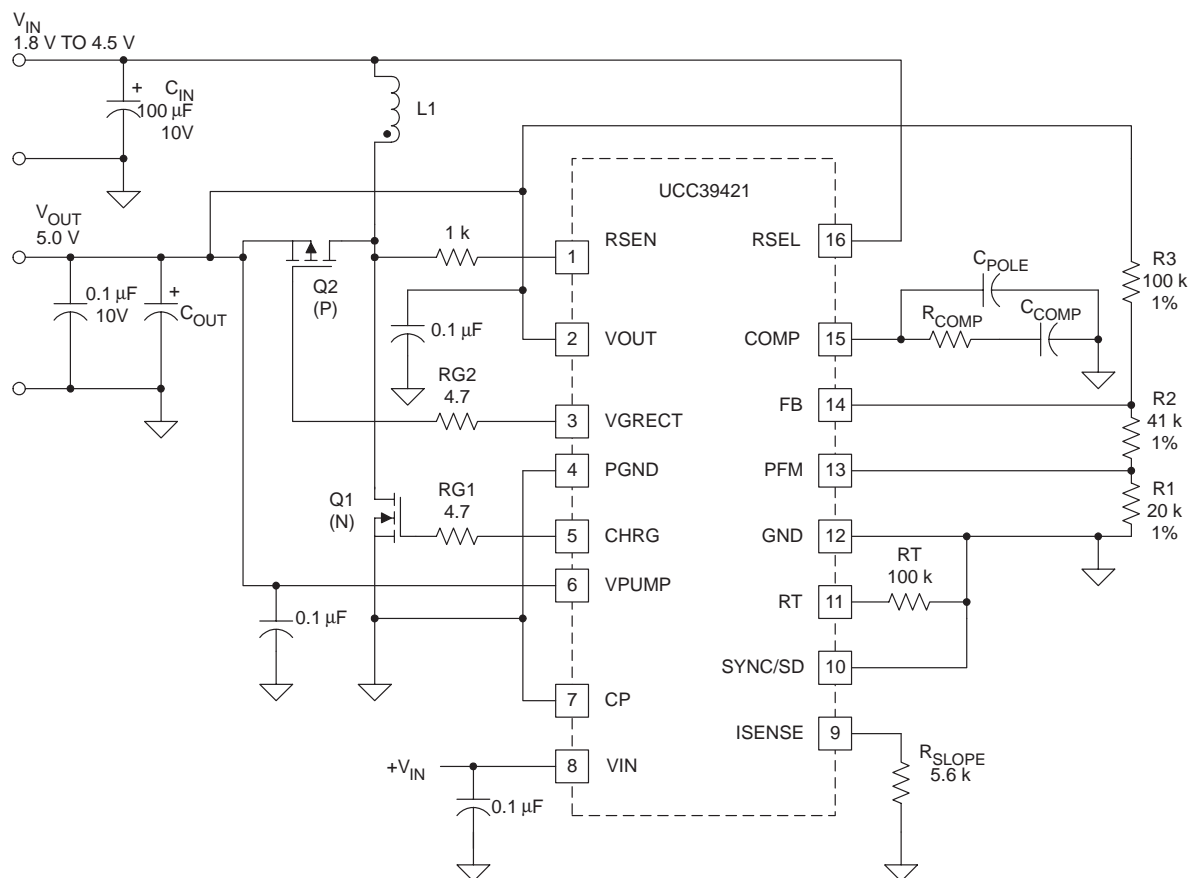 VIN
1.8 V TO 4.5 V
+
CIN
100 μF
10V
L1
UCC39421
VOUT
5.0 V
0.1 μF
10V
+
COUT
Q2
(P)
1 k
1
RSEN
RSEL
16
0.1 μF
2
VOUT
COMP
15
CPOLE
RCOMP
CCOMP
R3
100 k
1%
RG2
4.7
3
VGRECT
FB
14
R2
41 k
1%
4
PGND
PFM
13
Q1
(N)
RG1
4.7
5
CHRG
GND
12
R1
20 k
1%
6
VPUMP
RT
11
RT
100 k
0.1 μF
SYNC/SD
10
7
CP
ISENSE
9
RSLOPE
5.6 k
+VIN
8
VIN
0.1 μF